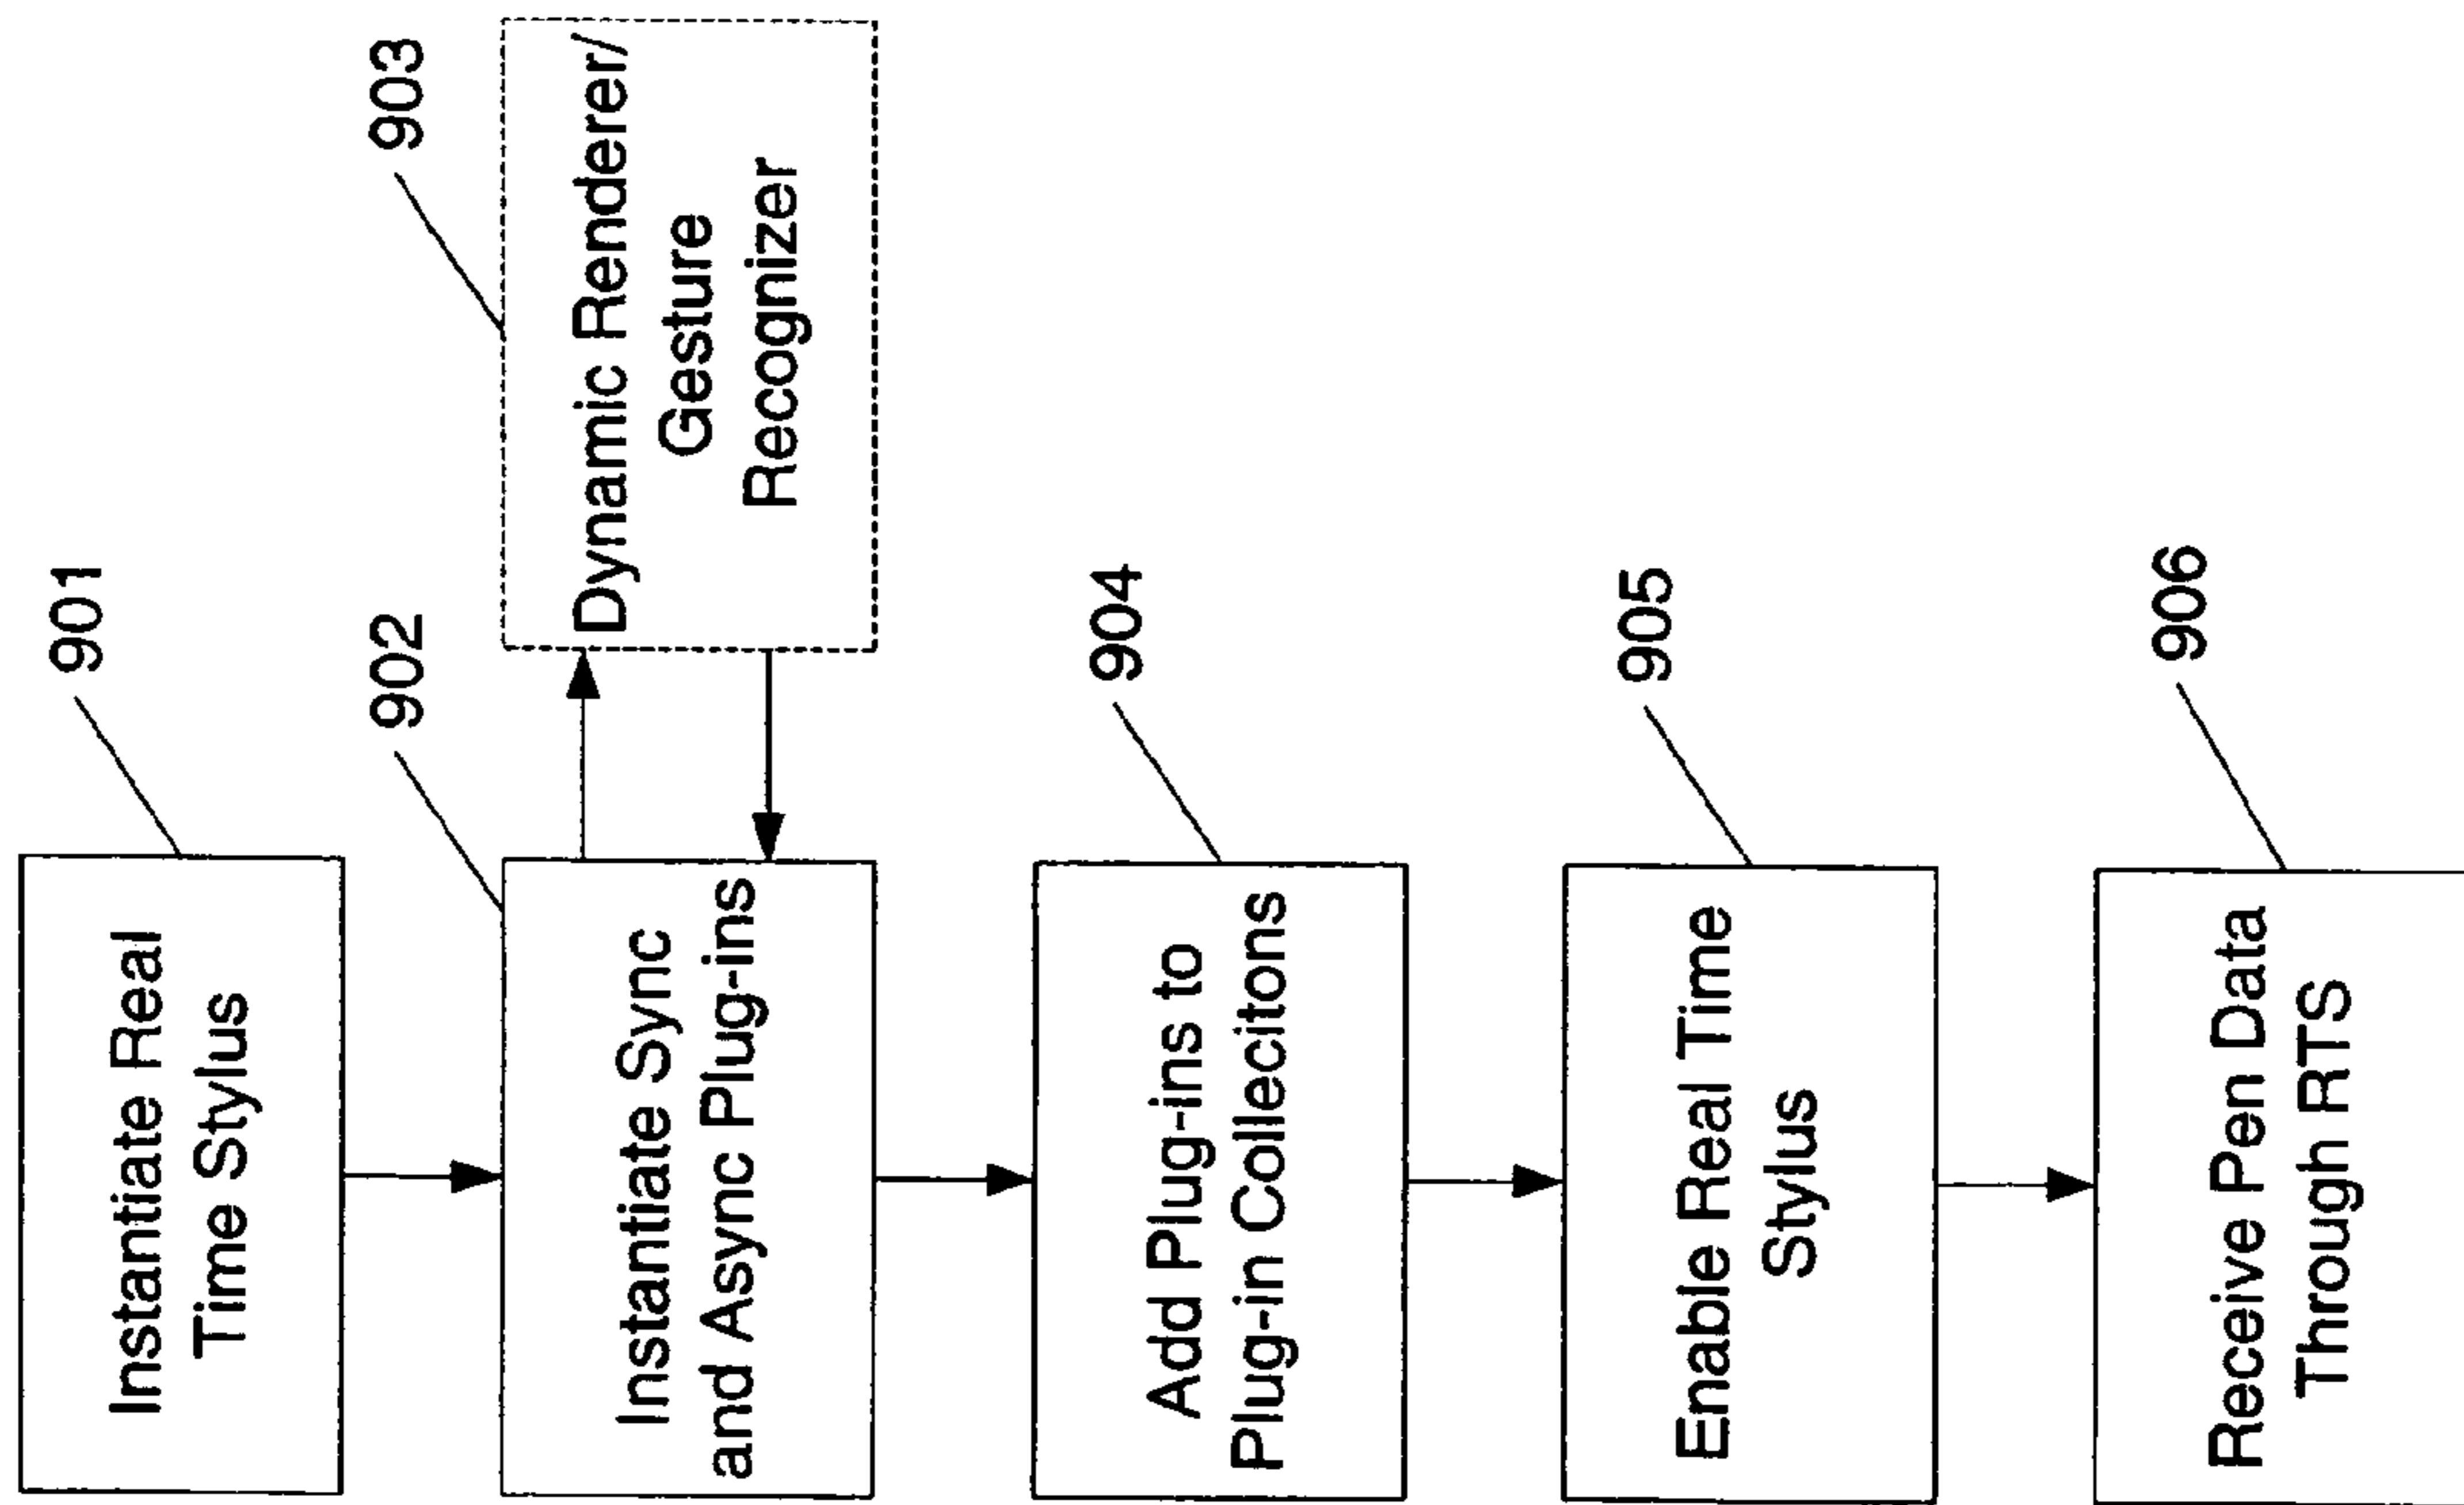 901
Instantiate Real
Time Stylus
902
Instantiate Sync
and Async Plug-ins
903
Dynamic Renderer/
Gesture
Recognizer
904
Add Plug-ins to
Plug-in Collecitons
905
Enable Real Time
Stylus
906
Receive Pen Data
Through RTS